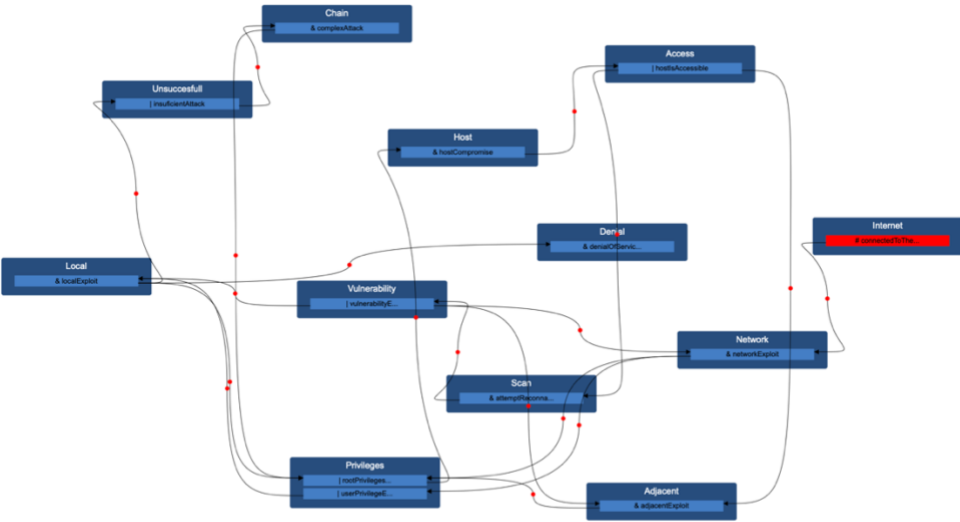 Chain
& complexAttack
Access
| hostIsAccessible
Unsuccesfull
| insuficientAttack
Host
& hostCompromise
Internet
# connectedToThe...
Denial
& denialOfServic...
Local
& localExploit
Vulnerability
| vulnerabilityE...
Network
& networkExploit
Scan
& attemptReconna...
Privileges
| rootPrivileges...
| userPrivilegeE...
Adjacent
& adjacentExploit